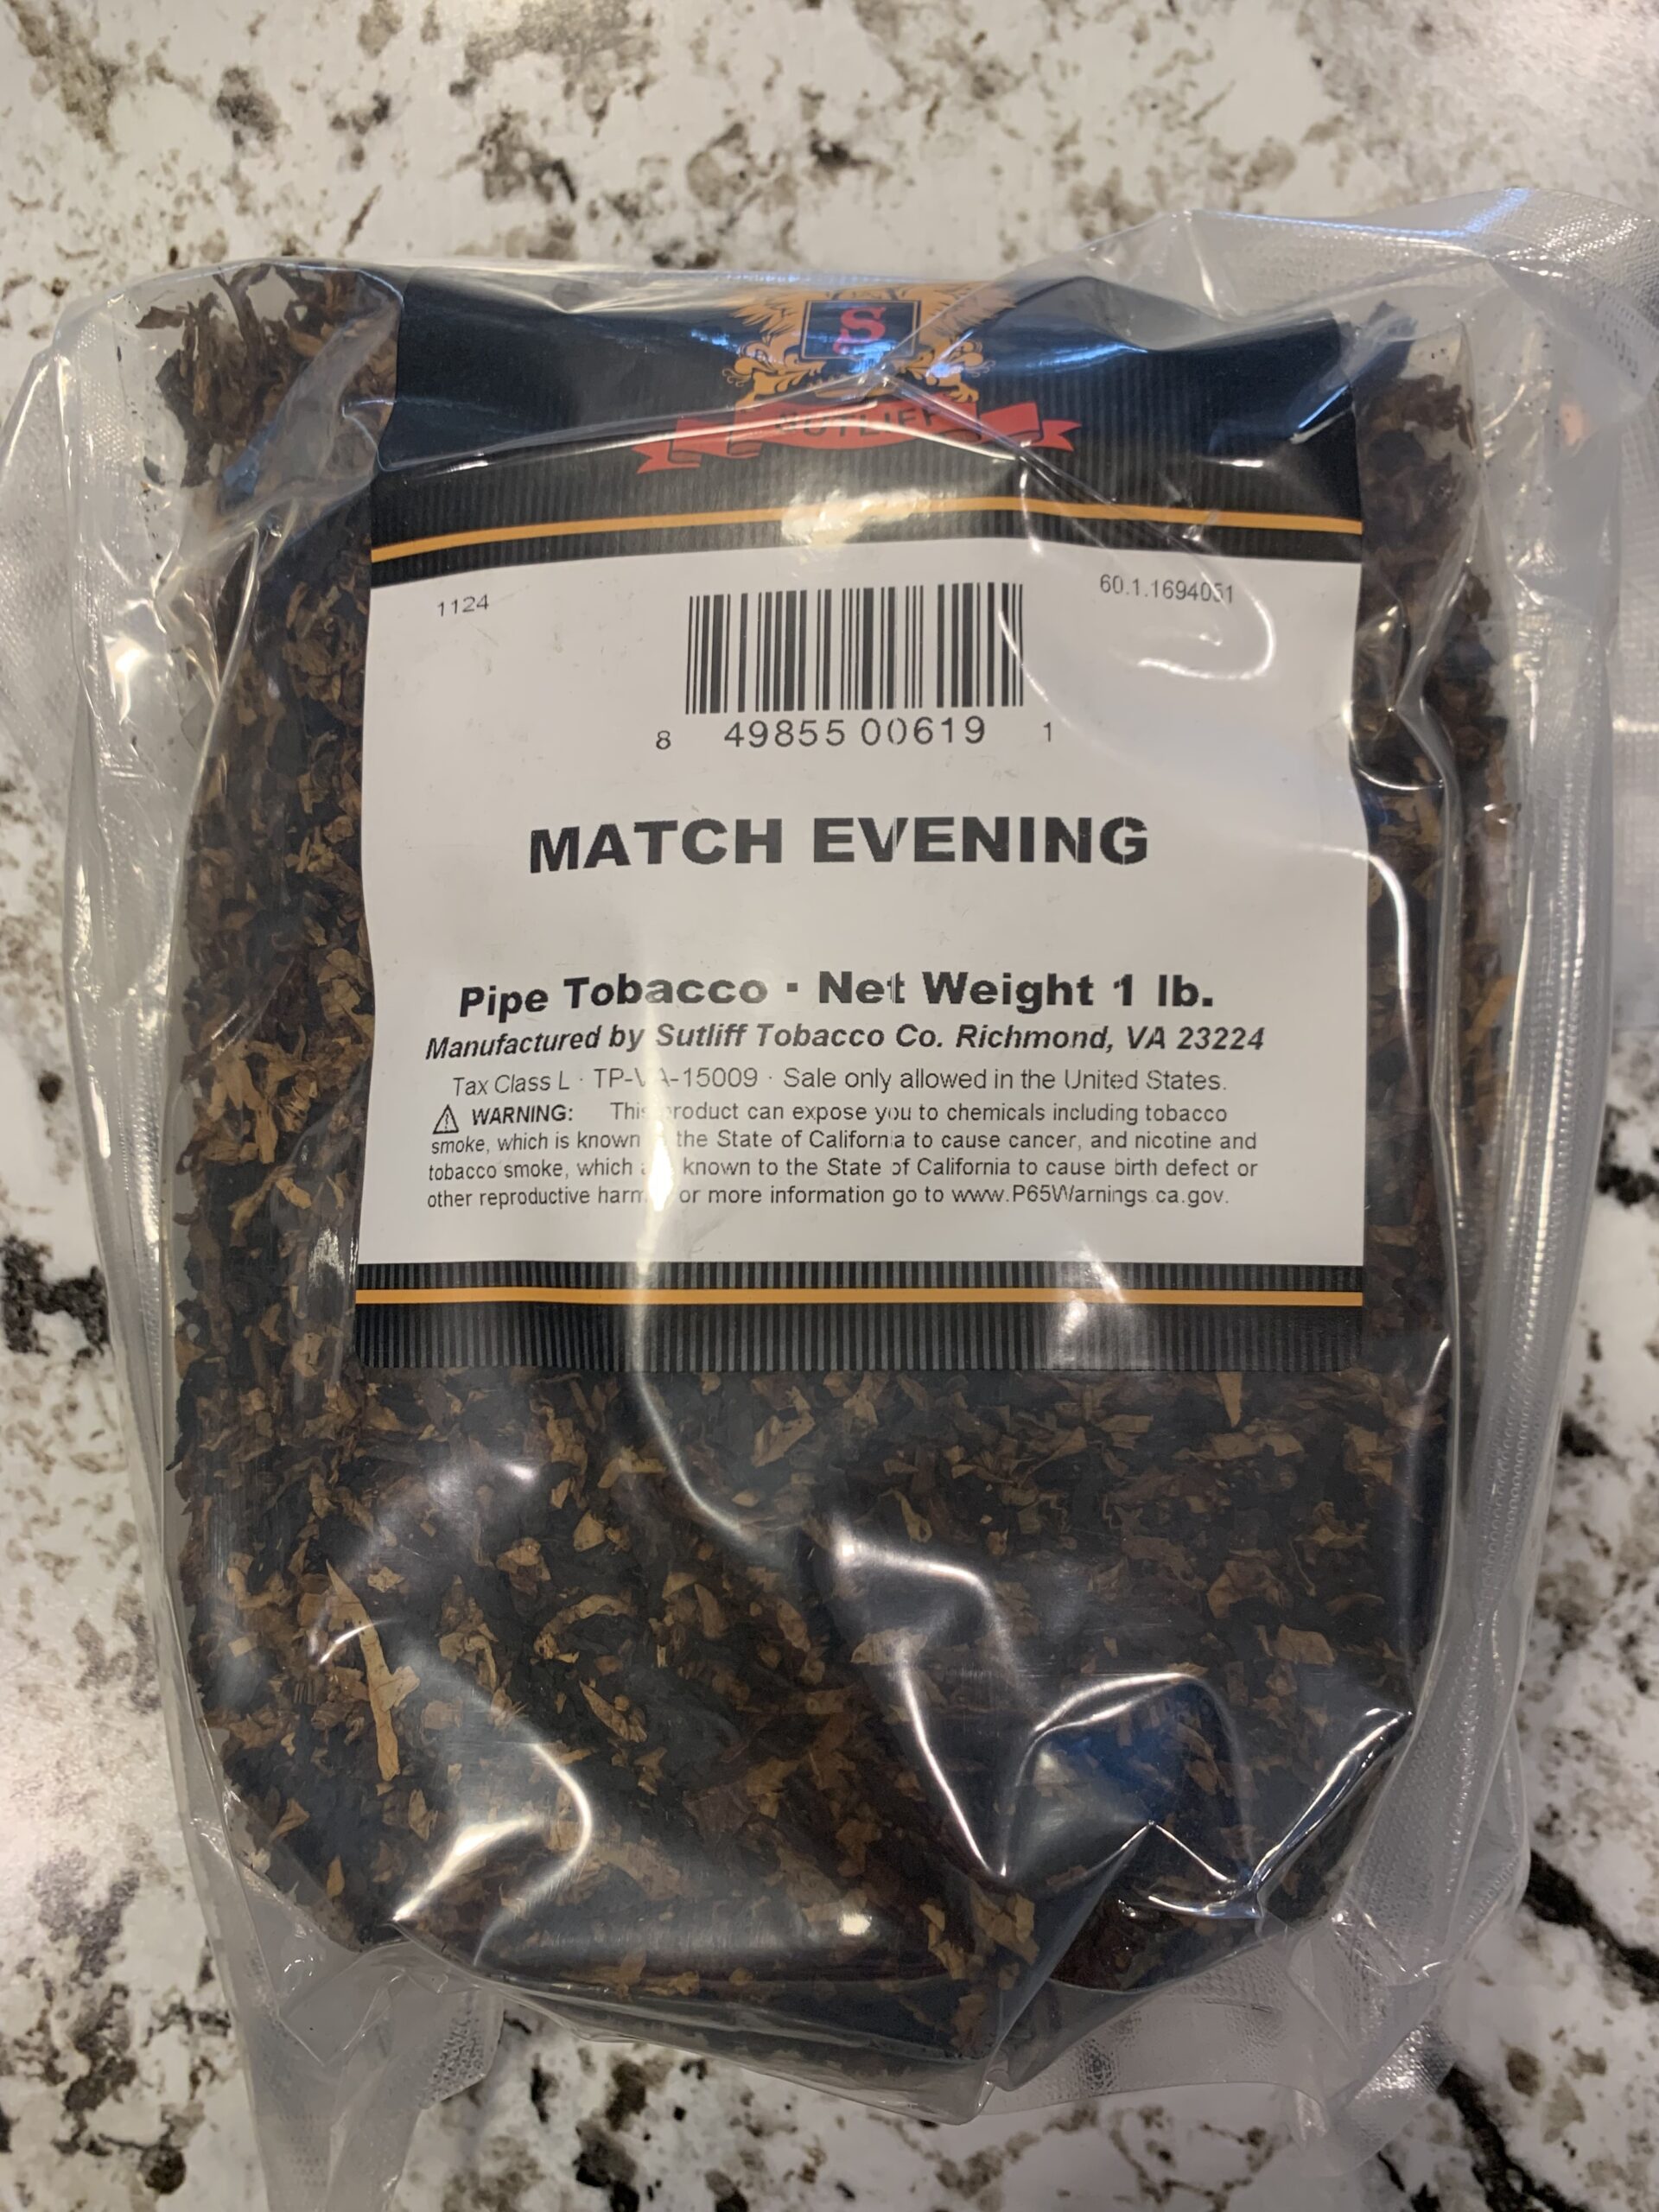 S
SUTLIFF
1124
60.1.1694051
8 49855 00619 1
MATCH EVENING
Pipe Tobacco · Net Weight 1 lb.
Manufactured by Sutliff Tobacco Co. Richmond, VA 23224
Tax Class L · TP-VA-15009 · Sale only allowed in the United States.
WARNING: This product can expose you to chemicals including tobacco
smoke, which is known the State of California to cause cancer, and nicotine and
tobacco smoke, which known to the State of California to cause birth defect or
other reproductive harm or more information go to www.P65Warnings.ca.gov.